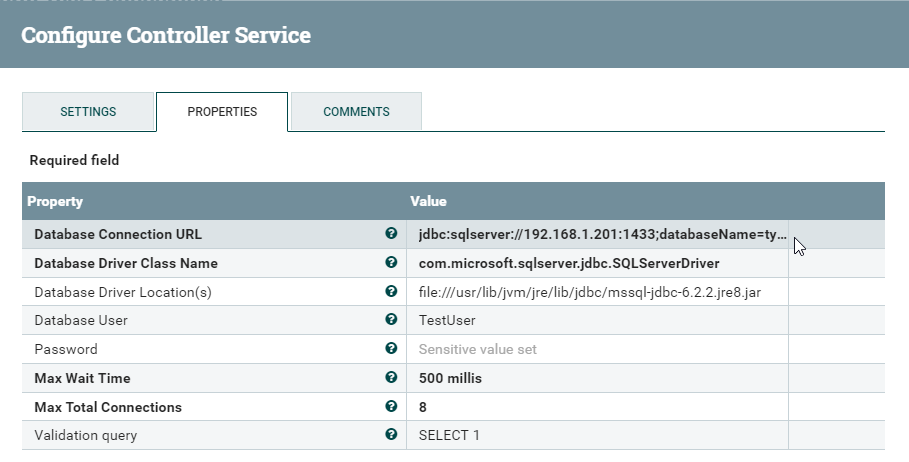 Configure Controller Service
SETTINGS PROPERTIES COMMENTS
Required field
Property Value
Database Connection URL jdbc:sqlserver://192.168.1.201:1433;databaseName=ty...
Database Driver Class Name com.microsoft.sqlserver.jdbc.SQLServerDriver
Database Driver Location(s) file:///usr/lib/jvm/jre/lib/jdbc/mssql-jdbc-6.2.2.jre8.jar
Database User TestUser
Password Sensitive value set
Max Wait Time 500 millis
Max Total Connections 8
Validation query SELECT 1